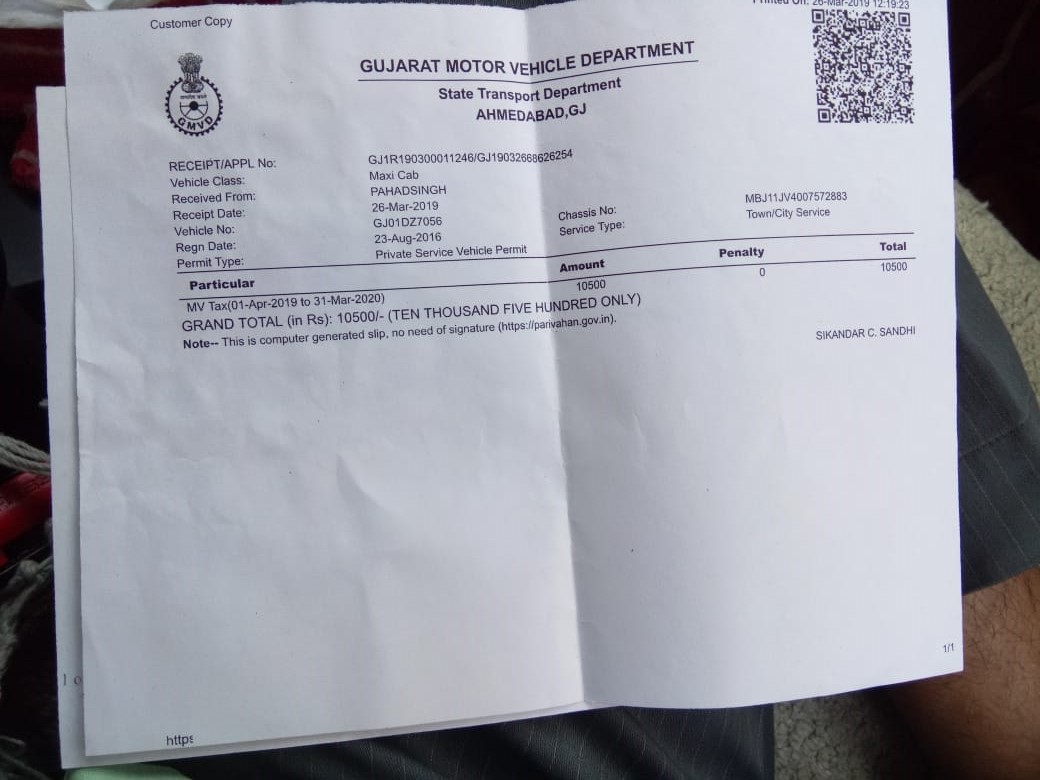 Customer Copy
Printed On: 26-Mar-2019 12:19:23
GUJARAT MOTOR VEHICLE DEPARTMENT
State Transport Department
AHMEDABAD,GJ
GMVD
RECEIPT/APPL No: GJ1R190300011246/GJ19032668626254
Vehicle Class: Maxi Cab
Received From: PAHADSINGH
Receipt Date: 26-Mar-2019
Vehicle No: GJ01DZ7056 Chassis No: MBJ11JV4007572883
Regn Date: 23-Aug-2016 Service Type: Town/City Service
Permit Type: Private Service Vehicle Permit
Particular Amount Penalty Total
MV Tax(01-Apr-2019 to 31-Mar-2020) 10500 0 10500
GRAND TOTAL (in Rs): 10500/- (TEN THOUSAND FIVE HUNDRED ONLY)
Note-- This is computer generated slip, no need of signature (https://parivahan.gov.in).
SIKANDAR C. SANDHI
1/1
https